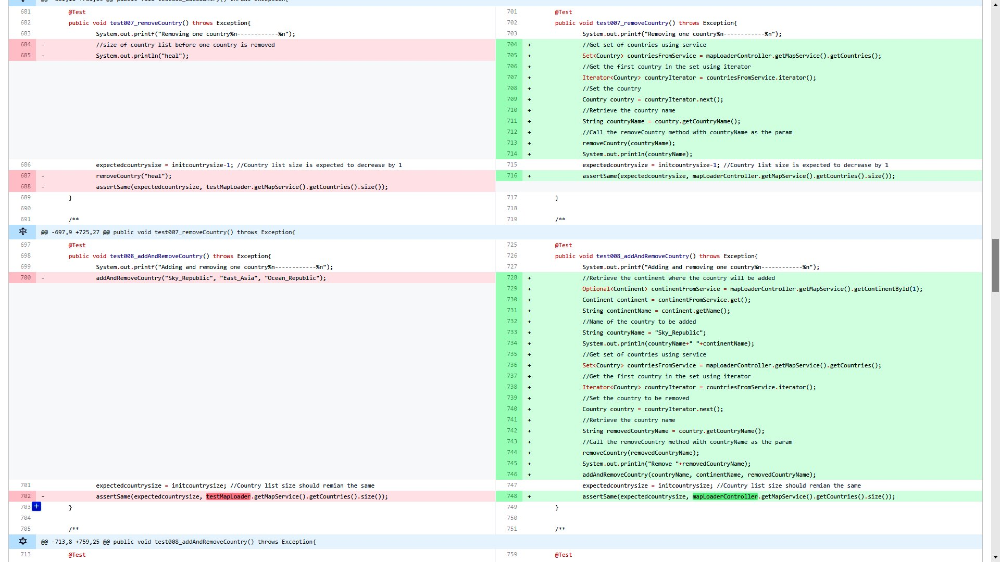 681 @Test
682 public void test007_removeCountry() throws Exception{
683 System.out.printf("Removing one country%n------------%n");
684 - //size of country list before one country is removed
685 - System.out.println("heal");
686 expectedcountrysize = initcountrysize-1; //Country list size is expected to decrease by 1
687 - removeCountry("heal");
688 - assertSame(expectedcountrysize, testMapLoader.getMapService().getCountries().size());
689 }
690
691 /**
701 @Test
702 public void test007_removeCountry() throws Exception{
703 System.out.printf("Removing one country%n------------%n");
704 + //Get set of countries using service
705 + Set<Country> countriesFromService = mapLoaderController.getMapService().getCountries();
706 + //Get the first country in the set using iterator
707 + Iterator<Country> countryIterator = countriesFromService.iterator();
708 + //Set the country
709 + Country country = countryIterator.next();
710 + //Retrieve the country name
711 + String countryName = country.getCountryName();
712 + //Call the removeCountry method with countryName as the param
713 + removeCountry(countryName);
714 + System.out.println(countryName);
715 expectedcountrysize = initcountrysize-1; //Country list size is expected to decrease by 1
716 + assertSame(expectedcountrysize, mapLoaderController.getMapService().getCountries().size());
717 }
718
719 /**
@@ -697,9 +725,27 @@ public void test007_removeCountry() throws Exception{
697 @Test
698 public void test008_addAndRemoveCountry() throws Exception{
699 System.out.printf("Adding and removing one country%n------------%n");
700 - addAndRemoveCountry("Sky_Republic", "East_Asia", "Ocean_Republic");
701 expectedcountrysize = initcountrysize; //Country list size should remian the same
702 - assertSame(expectedcountrysize, testMapLoader.getMapService().getCountries().size());
703 }
704
705 /**
725 @Test
726 public void test008_addAndRemoveCountry() throws Exception{
727 System.out.printf("Adding and removing one country%n------------%n");
728 + //Retrieve the continent where the country will be added
729 + Optional<Continent> continentFromService = mapLoaderController.getMapService().getContinentById(1);
730 + Continent continent = continentFromService.get();
731 + String continentName = continent.getName();
732 + //Name of the country to be added
733 + String countryName = "Sky_Republic";
734 + System.out.println(countryName+" "+continentName);
735 + //Get set of countries using service
736 + Set<Country> countriesFromService = mapLoaderController.getMapService().getCountries();
737 + //Get the first country in the set using iterator
738 + Iterator<Country> countryIterator = countriesFromService.iterator();
739 + //Set the country to be removed
740 + Country country = countryIterator.next();
741 + //Retrieve the country name
742 + String removedCountryName = country.getCountryName();
743 + //Call the removeCountry method with countryName as the param
744 + removeCountry(removedCountryName);
745 + System.out.println("Remove "+removedCountryName);
746 + addAndRemoveCountry(countryName, continentName, removedCountryName);
747 expectedcountrysize = initcountrysize; //Country list size should remian the same
748 + assertSame(expectedcountrysize, mapLoaderController.getMapService().getCountries().size());
749 }
750
751 /**
@@ -713,8 +759,25 @@ public void test008_addAndRemoveCountry() throws Exception{
713 @Test
759 @Test